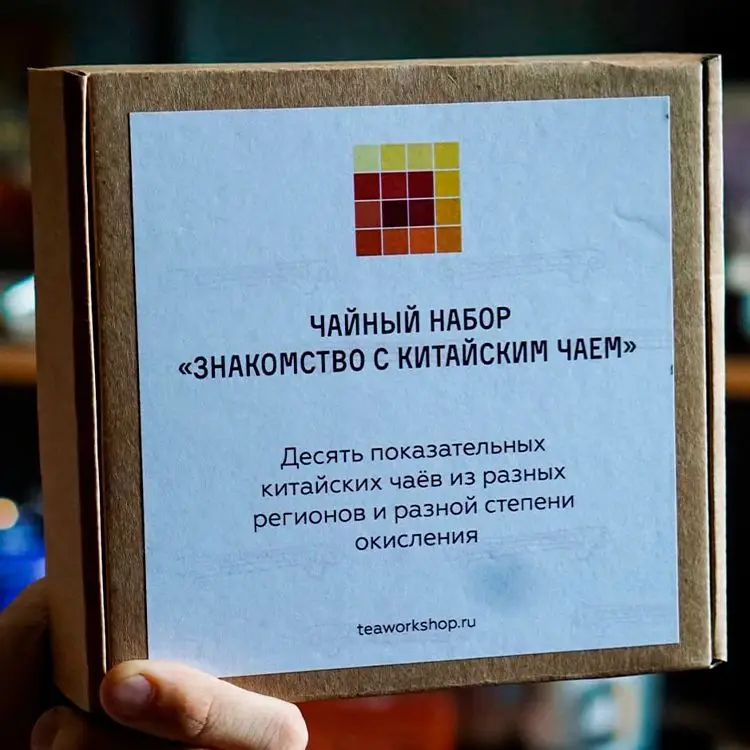 ЧАЙНЫЙ НАБОР
«ЗНАКОМСТВО С КИТАЙСКИМ ЧАЕМ»
Десять показательных
китайских чаёв из разных
регионов и разной степени
окисления
teaworkshop.ru